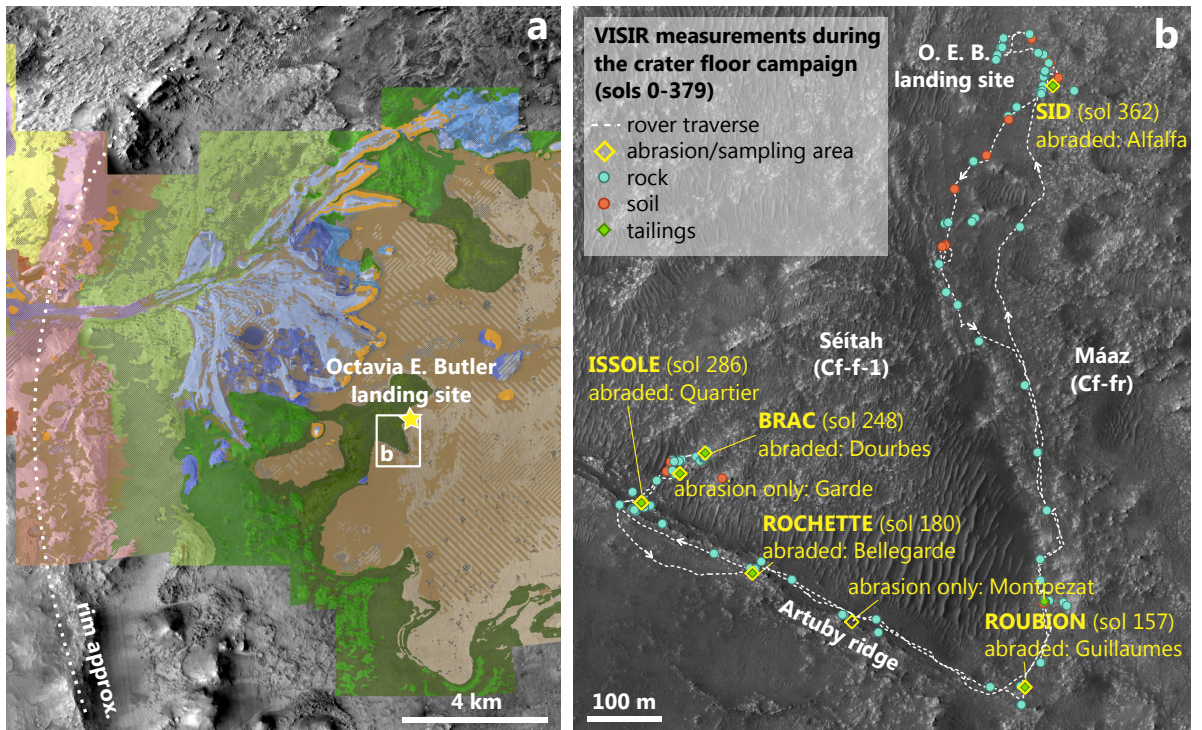 a
Octavia E. Butler
landing site
b
rim approx.
4 km
b
VISIR measurements during
the crater floor campaign
(sols 0-379)
rover traverse
abrasion/sampling area
rock
soil
tailings
O. E. B.
landing site
SID (sol 362)
abraded: Alfalfa
Séítah
(Cf-f-1)
Máaz
(Cf-fr)
ISSOLE (sol 286)
abraded: Quartier
BRAC (sol 248)
abraded: Dourbes
abrasion only: Garde
ROCHETTE (sol 180)
abraded: Bellegarde
abrasion only: Montpezat
Artuby ridge
ROUBION (sol 157)
abraded: Guillaumes
100 m